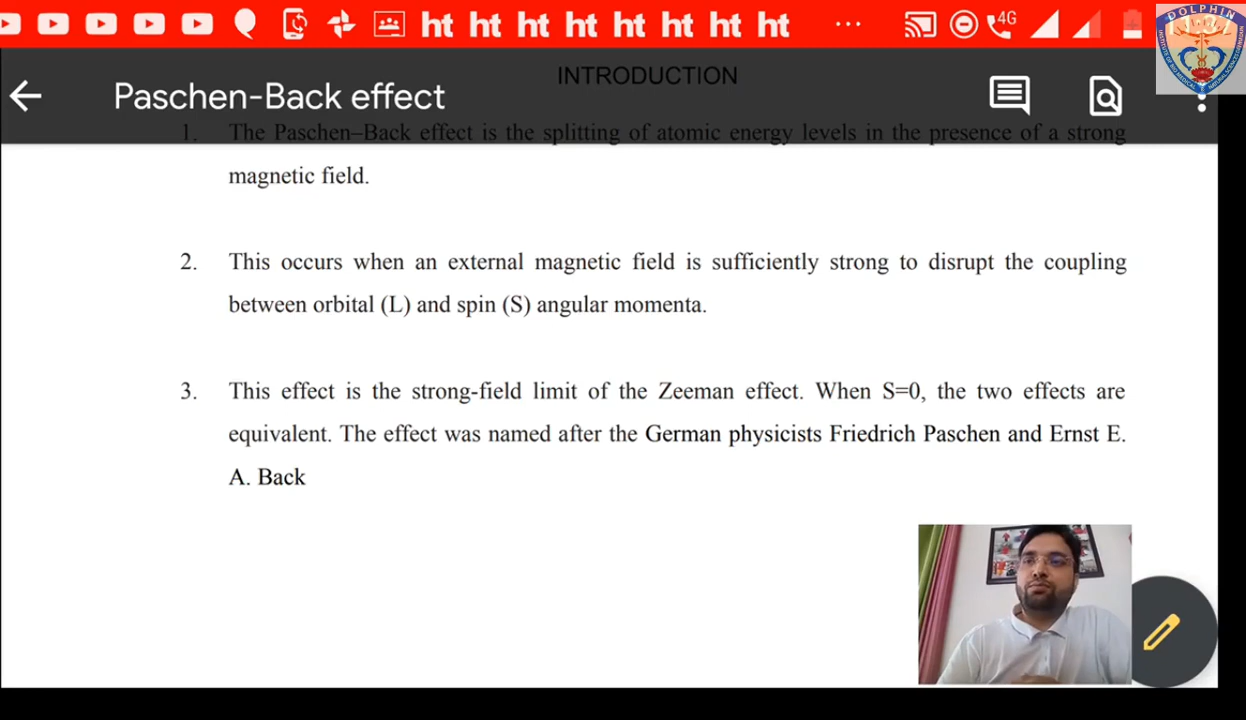 ht ht ht ht ht ht ht ht ... 4G
DOLPHIN
INTRODUCTION
Paschen-Back effect
1. The Paschen–Back effect is the splitting of atomic energy levels in the presence of a strong
magnetic field.
2. This occurs when an external magnetic field is sufficiently strong to disrupt the coupling
between orbital (L) and spin (S) angular momenta.
3. This effect is the strong-field limit of the Zeeman effect. When S=0, the two effects are
equivalent. The effect was named after the German physicists Friedrich Paschen and Ernst E.
A. Back